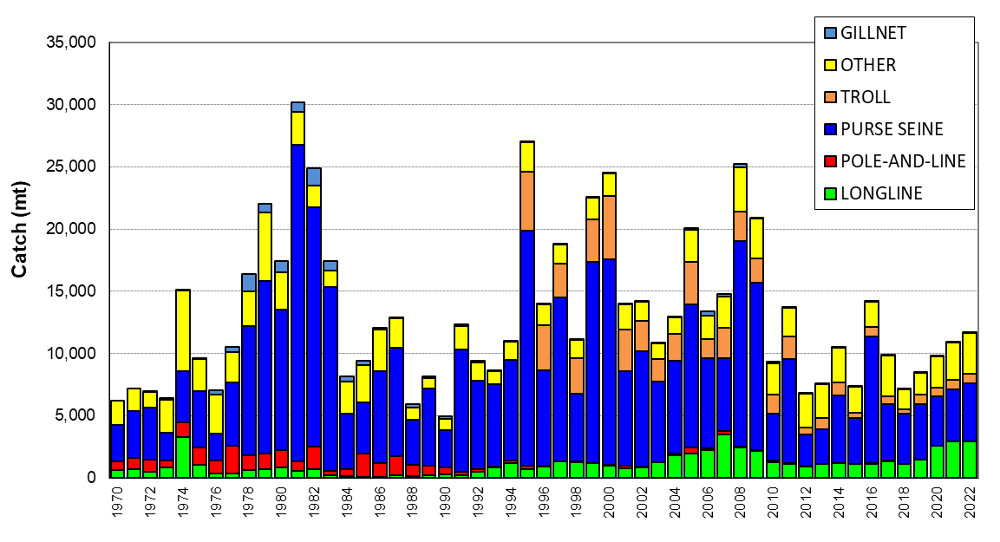 GILLNET
OTHER
TROLL
PURSE SEINE
POLE-AND-LINE
LONGLINE
Catch (mt)
35,000
30,000
25,000
20,000
15,000
10,000
5,000
0
1970 1972 1974 1976 1978 1980 1982 1984 1986 1988 1990 1992 1994 1996 1998 2000 2002 2004 2006 2008 2010 2012 2014 2016 2018 2020 2022